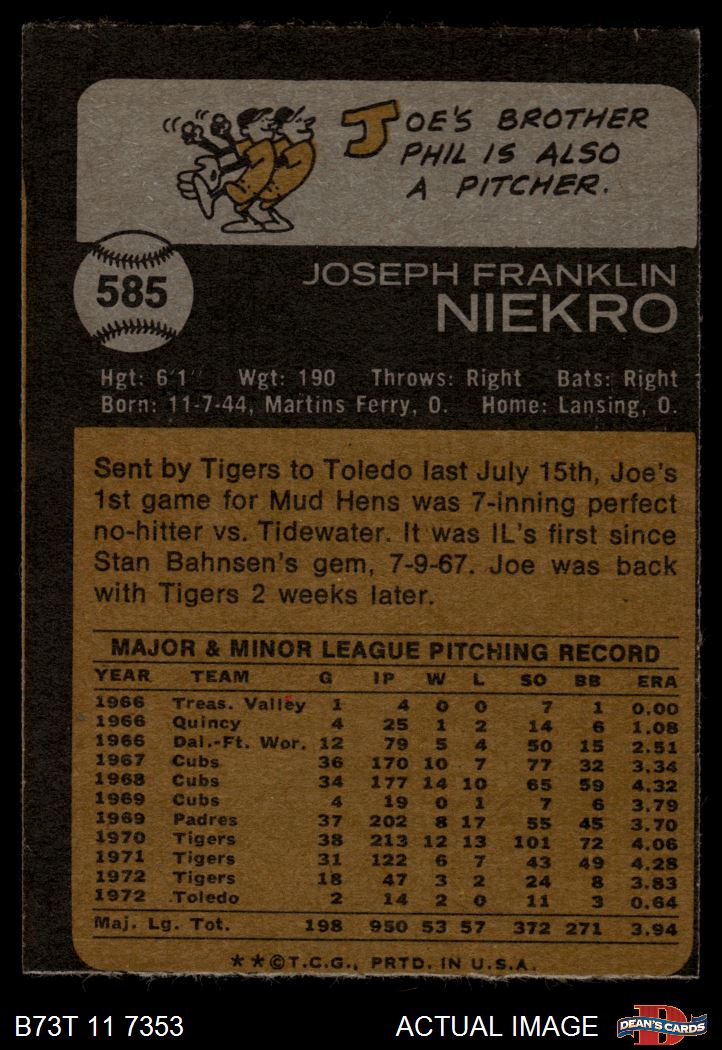 JOE'S BROTHER
PHIL IS ALSO
A PITCHER.
585
JOSEPH FRANKLIN
NIEKRO
Hgt: 6'1" Wgt: 190 Throws: Right Bats: Right
Born: 11-7-44, Martins Ferry, O. Home: Lansing, O.
Sent by Tigers to Toledo last July 15th, Joe's
1st game for Mud Hens was 7-inning perfect
no-hitter vs. Tidewater. It was IL's first since
Stan Bahnsen's gem, 7-9-67. Joe was back
with Tigers 2 weeks later.
MAJOR & MINOR LEAGUE PITCHING RECORD
YEAR TEAM G IP W L SO BB ERA
1966 Treas. Valley 1 4 0 0 7 1 0.00
1966 Quincy 4 25 1 2 14 6 1.08
1966 Dal.-Ft. Wor. 12 79 5 4 50 15 2.51
1967 Cubs 36 170 10 7 77 32 3.34
1968 Cubs 34 177 14 10 65 59 4.32
1969 Cubs 4 19 0 1 7 6 3.79
1969 Padres 37 202 8 17 55 45 3.70
1970 Tigers 38 213 12 13 101 72 4.06
1971 Tigers 31 122 6 7 43 49 4.28
1972 Tigers 18 47 3 2 24 8 3.83
1972 Toledo 2 14 2 0 11 3 0.64
Maj. Lg. Tot. 198 950 53 57 372 271 3.94
**©T.C.G., PRTD. IN U.S.A.
B73T 11 7353 ACTUAL IMAGE DEAN'S CARDS